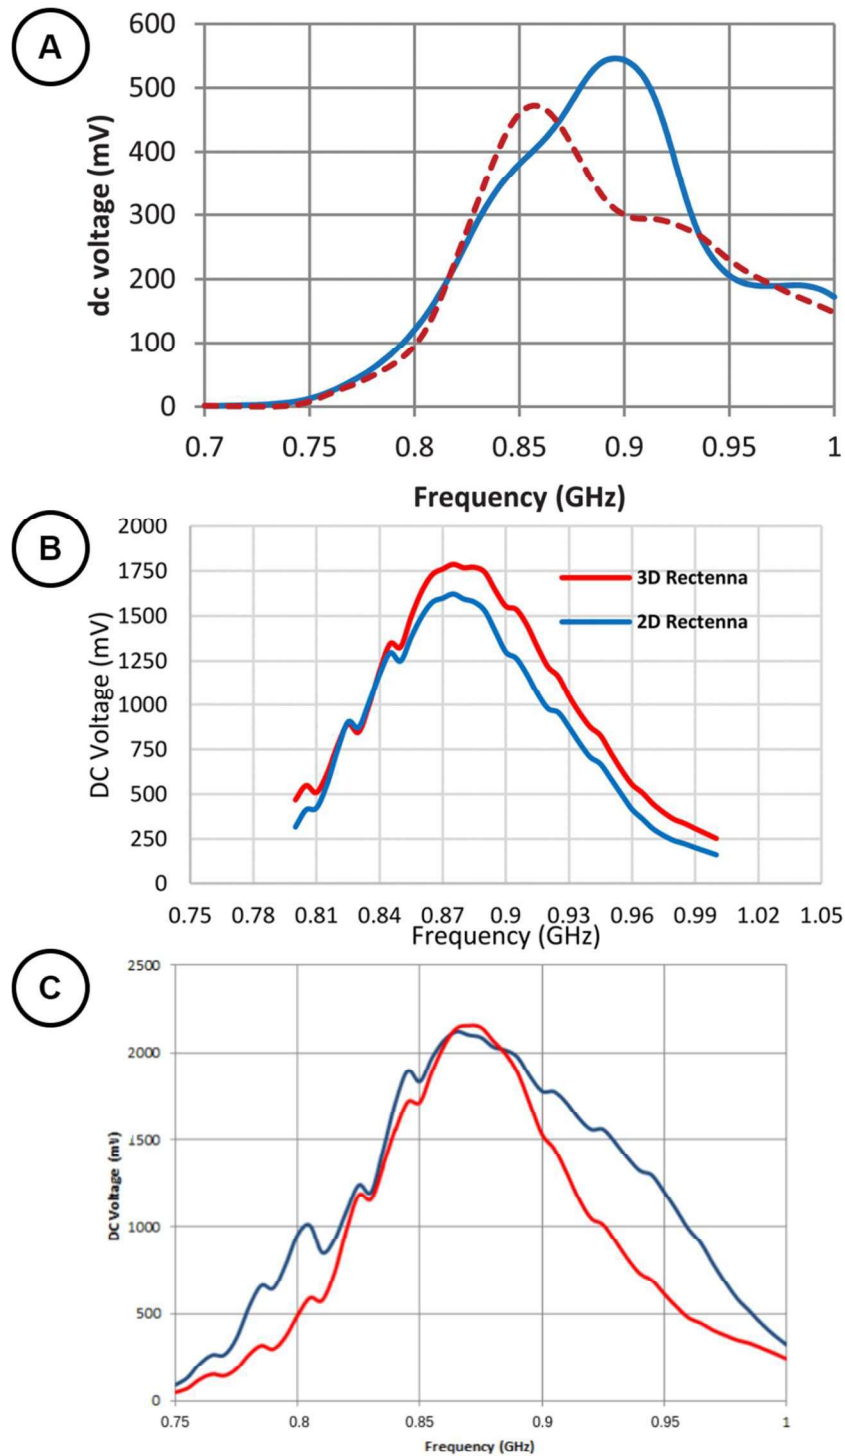 A
dc voltage (mV)
600
500
400
300
200
100
0
0.7 0.75 0.8 0.85 0.9 0.95 1
Frequency (GHz)
B
DC Voltage (mV)
2000
1750
1500
1250
1000
750
500
250
0
3D Rectenna
2D Rectenna
0.75 0.78 0.81 0.84 0.87 0.9 0.93 0.96 0.99 1.02 1.05
Frequency (GHz)
C
DC Voltage (mV)
2500
2000
1500
1000
500
0
0.75 0.8 0.85 0.9 0.95 1
Frequency (GHz)